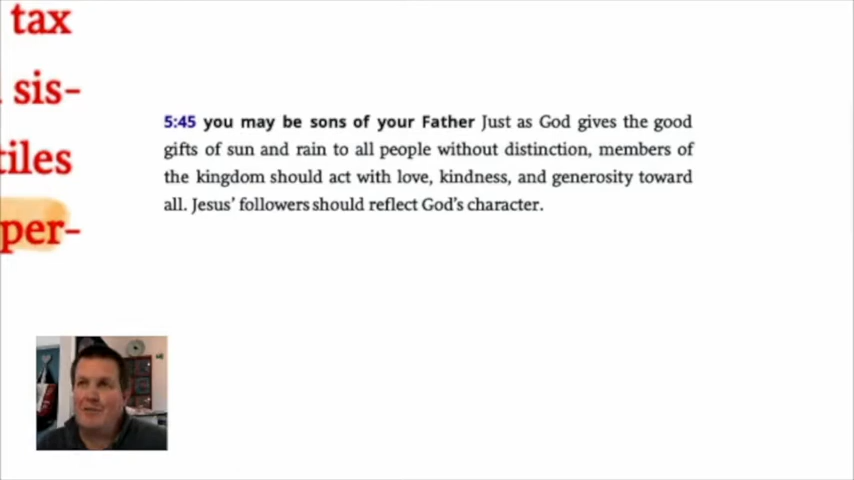 tax
sis-
tiles
per-
5:45 you may be sons of your Father Just as God gives the good
gifts of sun and rain to all people without distinction, members of
the kingdom should act with love, kindness, and generosity toward
all. Jesus' followers should reflect God's character.